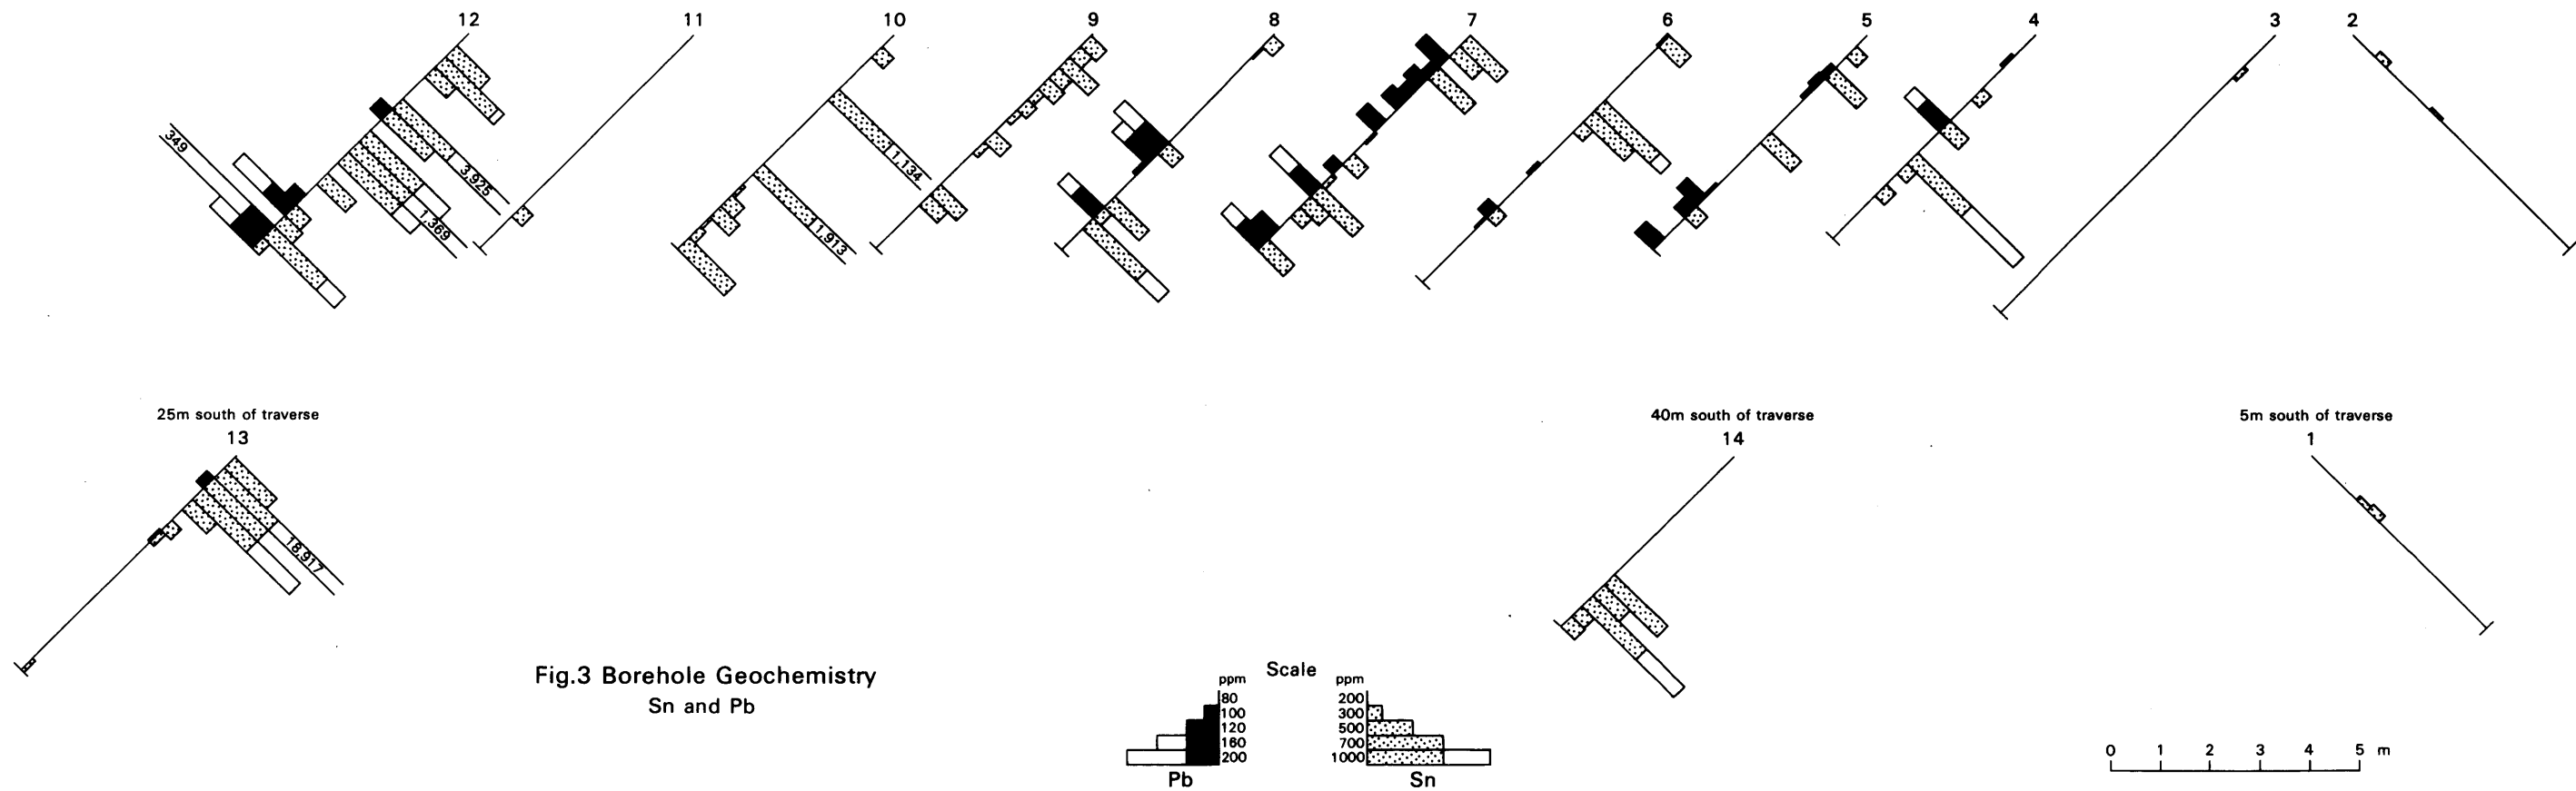 12 11 10 9 8 7 6 5 4 3 2
349
3,925
1,369
1,134
1,913
25m south of traverse
13
18,917
40m south of traverse
14
5m south of traverse
1
Fig.3 Borehole Geochemistry
Sn and Pb
Scale
ppm ppm
80 200
100 300
120 500
160 700
200 1000
Pb Sn
0 1 2 3 4 5 m